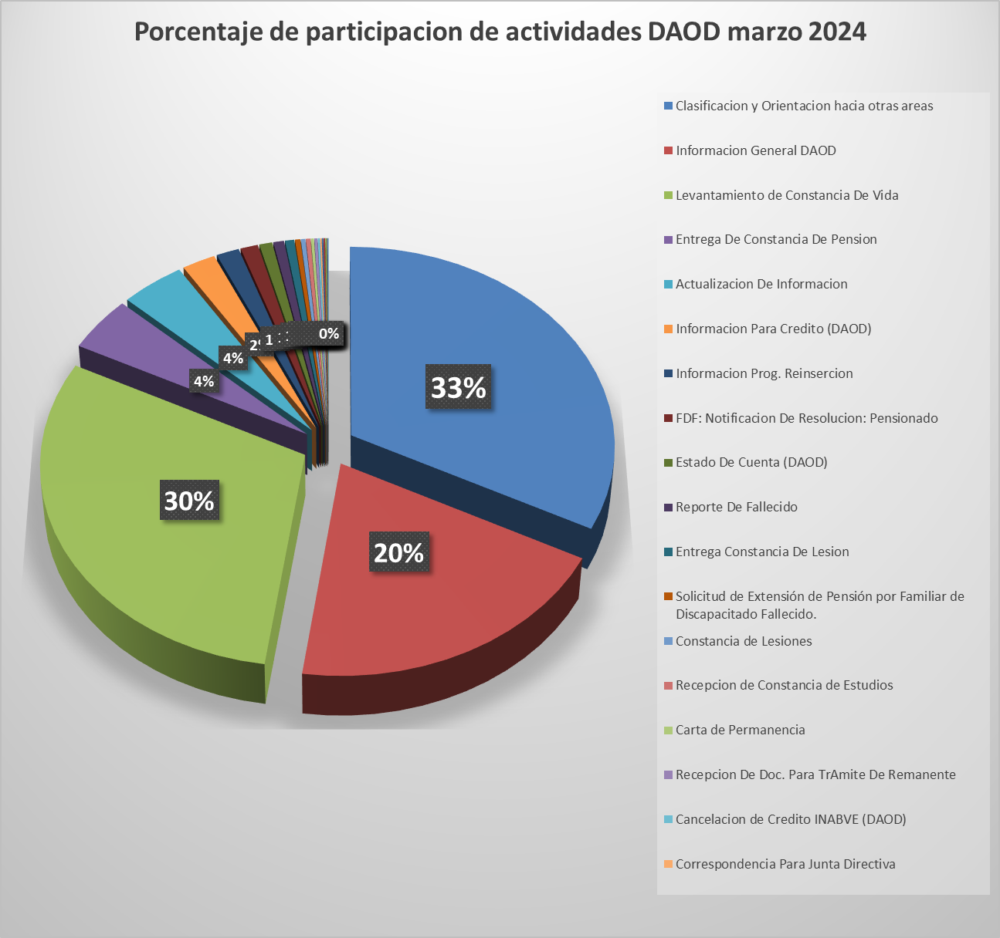 Porcentaje de participacion de actividades DAOD marzo 2024
Clasificacion y Orientacion hacia otras areas
Informacion General DAOD
Levantamiento de Constancia De Vida
Entrega De Constancia De Pension
Actualizacion De Informacion
Informacion Para Credito (DAOD)
Informacion Prog. Reinsercion
FDF: Notificacion De Resolucion: Pensionado
Estado De Cuenta (DAOD)
Reporte De Fallecido
Entrega Constancia De Lesion
Solicitud de Extensión de Pensión por Familiar de
Discapacitado Fallecido.
Constancia de Lesiones
Recepcion de Constancia de Estudios
Carta de Permanencia
Recepcion De Doc. Para TrAmite De Remanente
Cancelacion de Credito INABVE (DAOD)
Correspondencia Para Junta Directiva
33%
20%
30%
4%
4%
0%